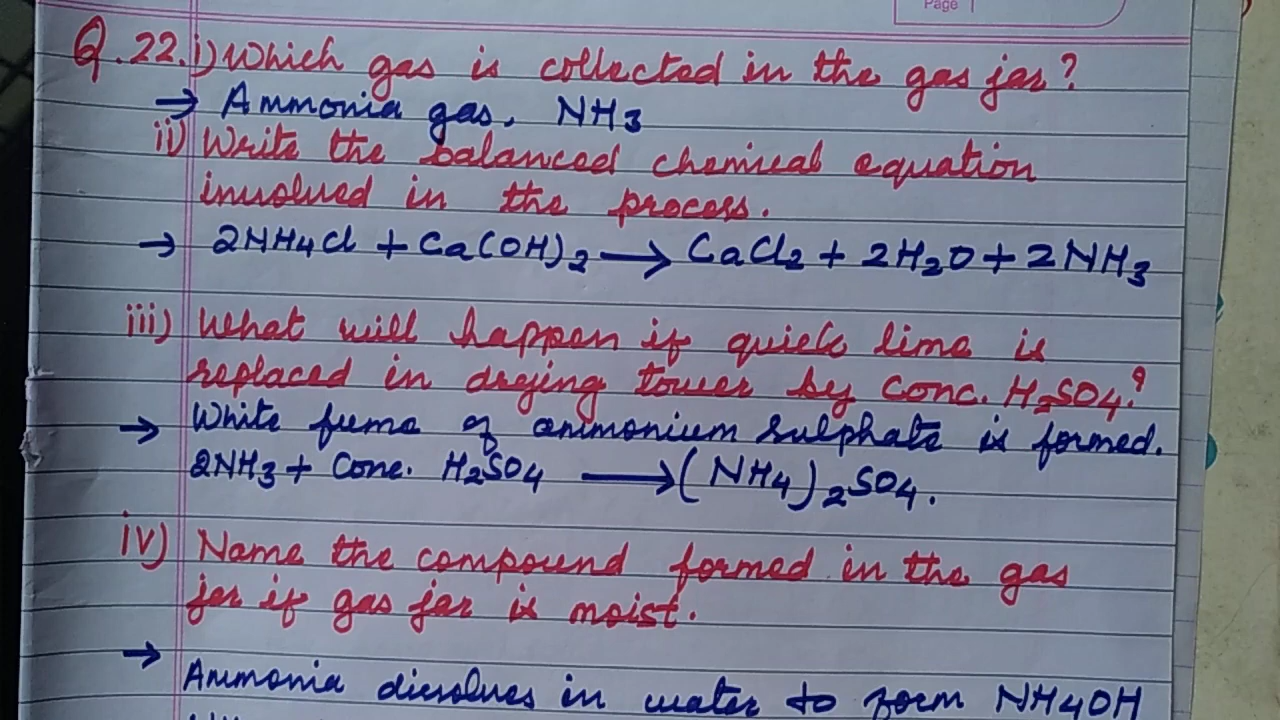 Page
Q.22.i) Which gas is collected in the gas jar?
→ Ammonia gas, NH3
ii) Write the balanced chemical equation
involved in the process.
→ 2NH4Cl + Ca(OH)2 → CaCl2 + 2H2O + 2NH3
iii) What will happen if quick lime is
replaced in drying tower by Conc. H2SO4?
→ White fume of ammonium sulphate is formed.
2NH3 + Conc. H2SO4 → (NH4)2SO4.
iv) Name the compound formed in the gas
jar if gas jar is moist.
→
Ammonia dissolves in water to form NH4OH